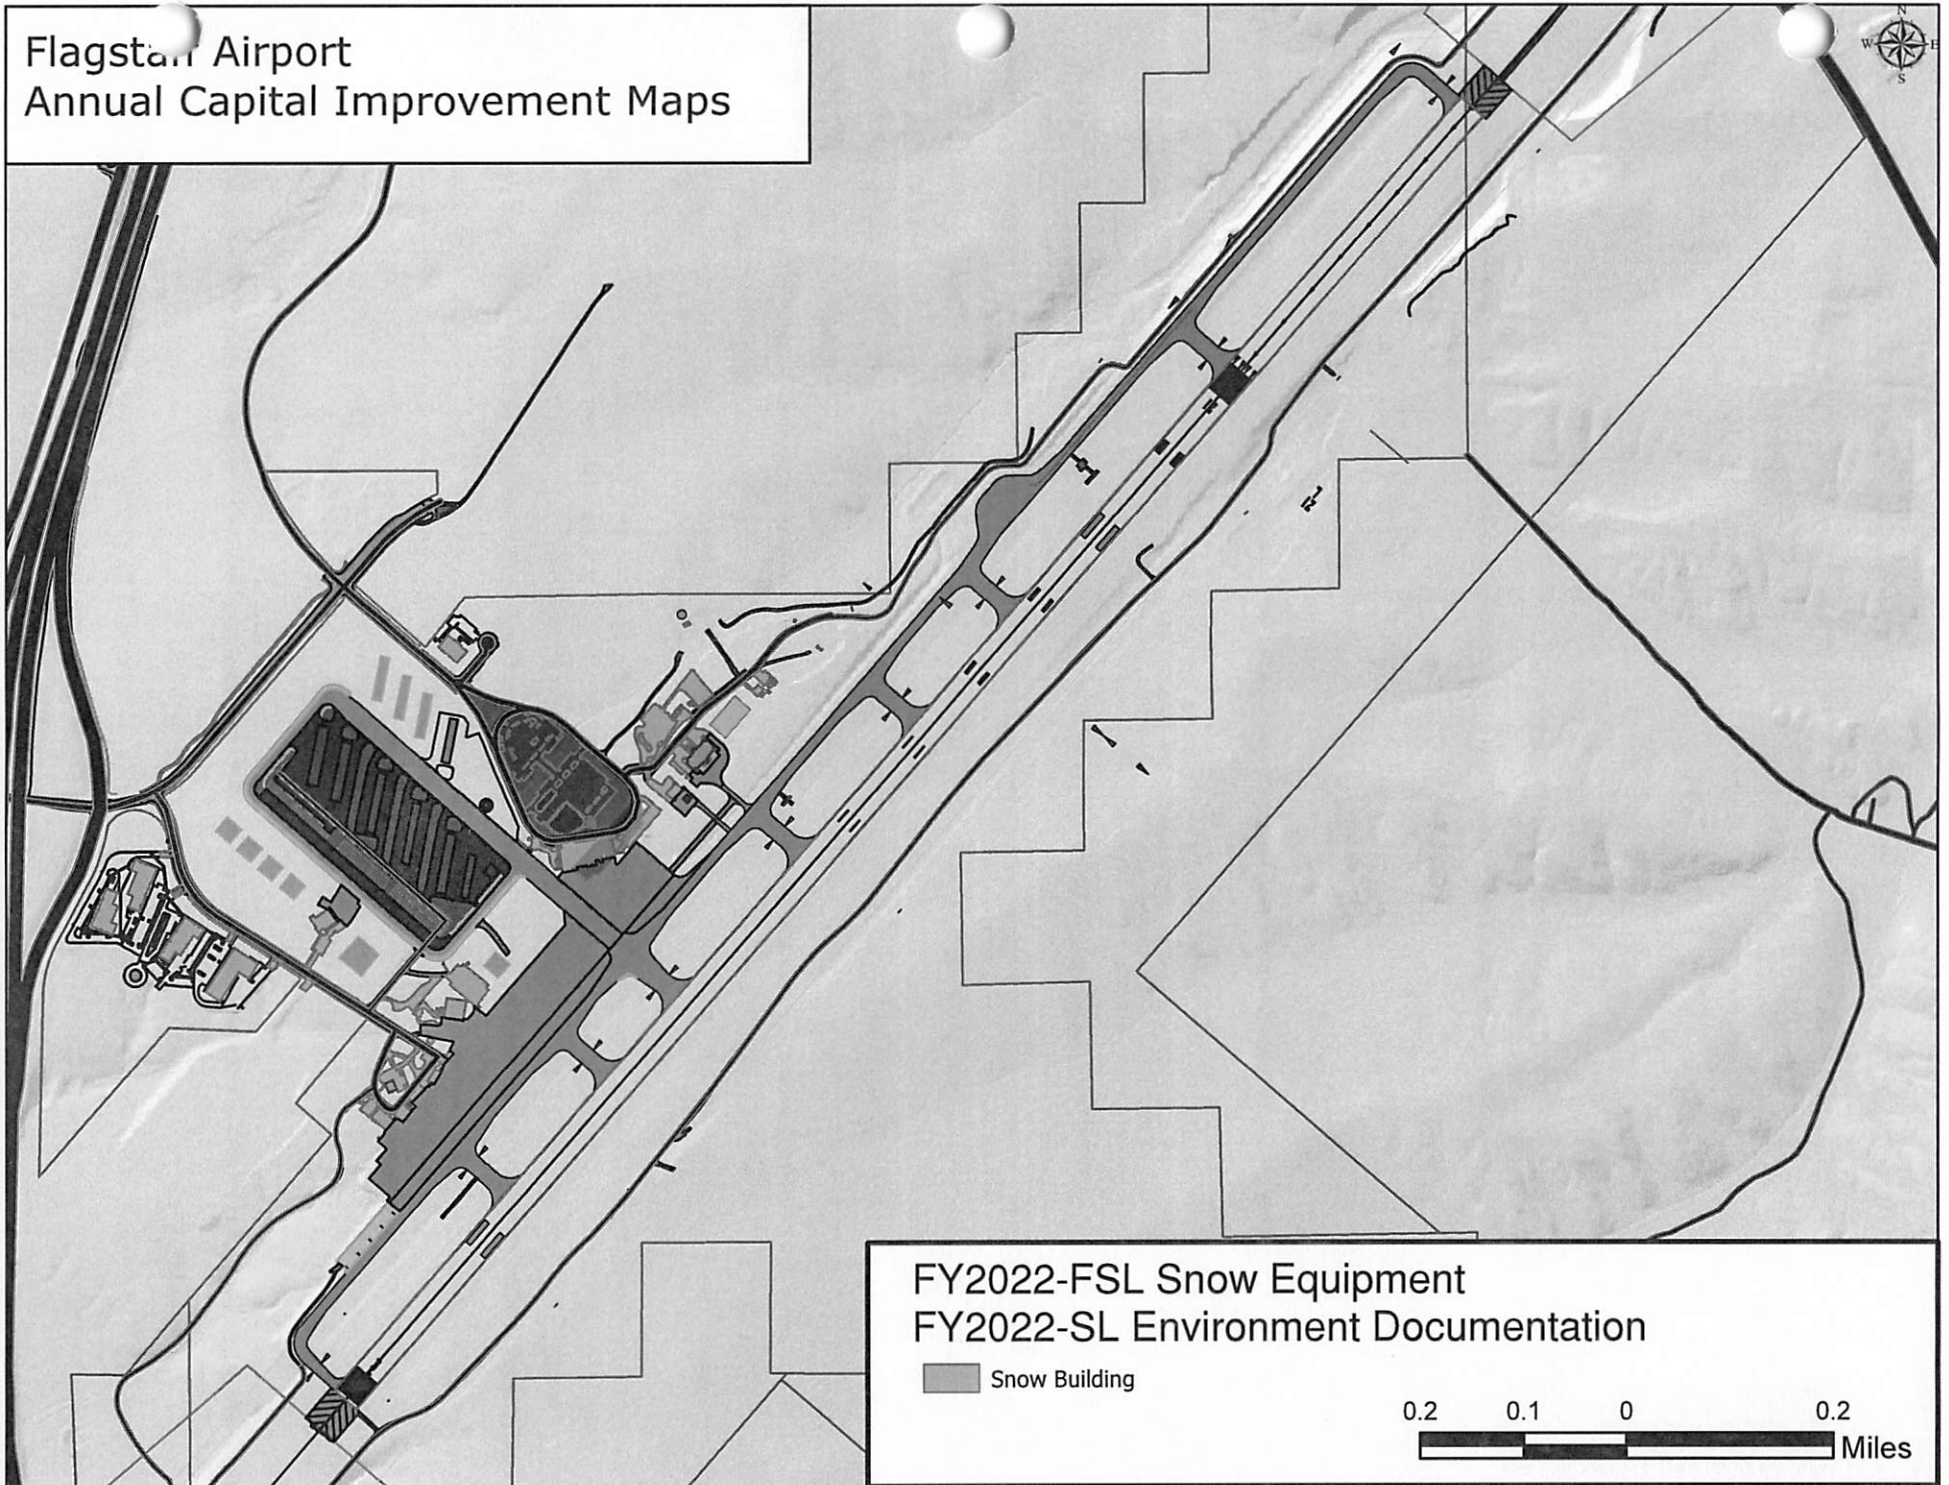 Flagstaff Airport
Annual Capital Improvement Maps
N
W E
S
FY2022-FSL Snow Equipment
FY2022-SL Environment Documentation
Snow Building
0.2 0.1 0 0.2
Miles